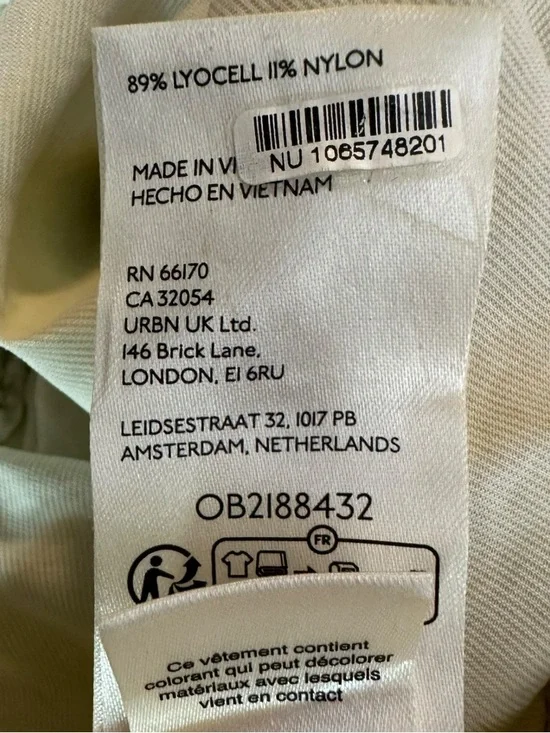 89% LYOCELL 11% NYLON
NU 1065748201
MADE IN VI
HECHO EN VIETNAM
RN 66170
CA 32054
URBN UK Ltd.
146 Brick Lane,
LONDON, E1 6RU
LEIDSESTRAAT 32, 1017 PB
AMSTERDAM, NETHERLANDS
OB2188432
FR
Ce vêtement contient
colorant qui peut décolorer
matériaux avec lesquels
vient en contact